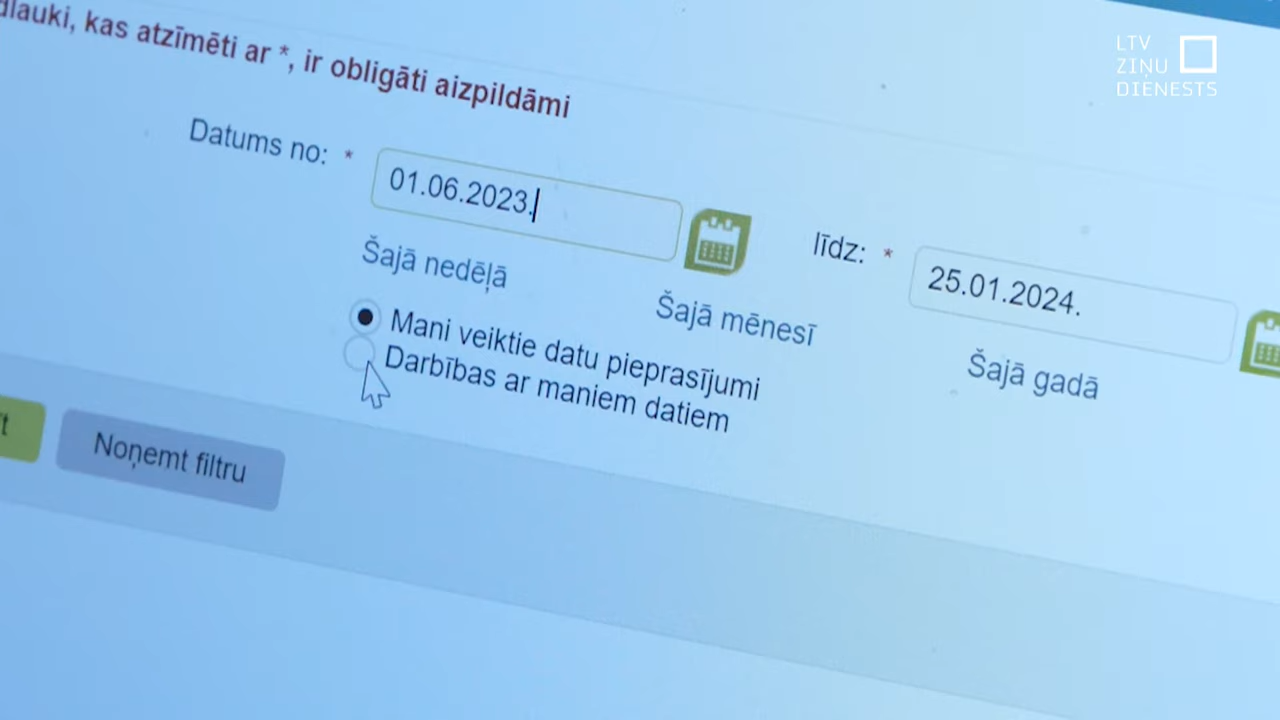 kas atzīmēti ar *, ir obligāti aizpildāmi
LTV
ZIŅU
DIENESTS
Datums no: * 01.06.2023.
līdz: * 25.01.2024.
Šajā nedēļā
Šajā mēnesī
Šajā gadā
Mani veiktie datu pieprasījumi
Darbības ar maniem datiem
Noņemt filtru